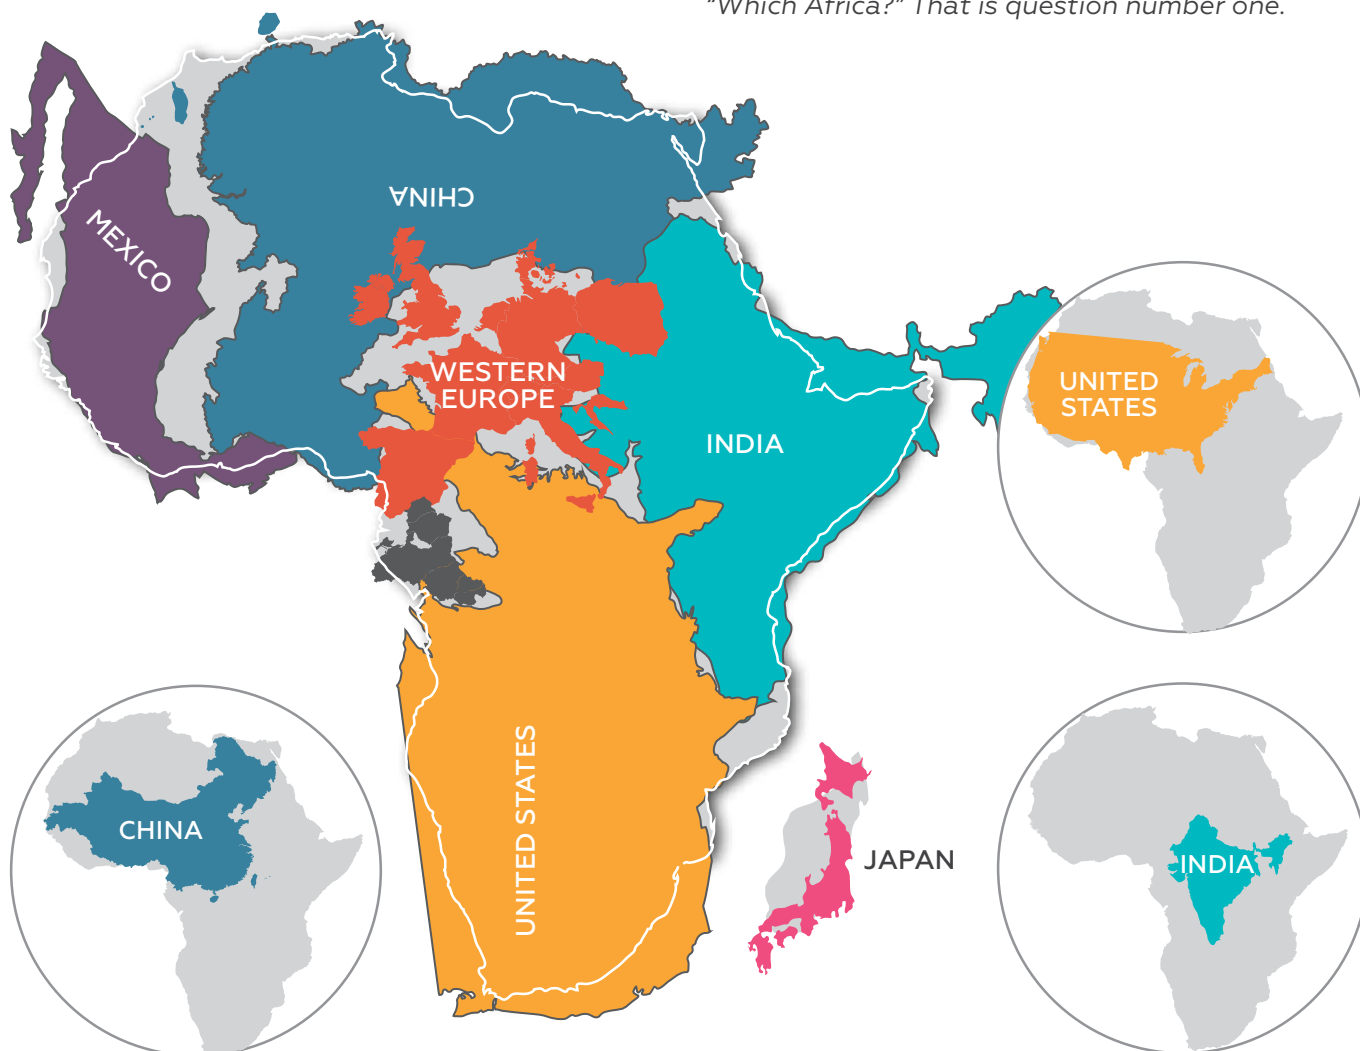 “Which Africa?” That is question number one.
CHINA
MEXICO
WESTERN
EUROPE
UNITED
STATES
INDIA
UNITED STATES
CHINA
JAPAN
INDIA